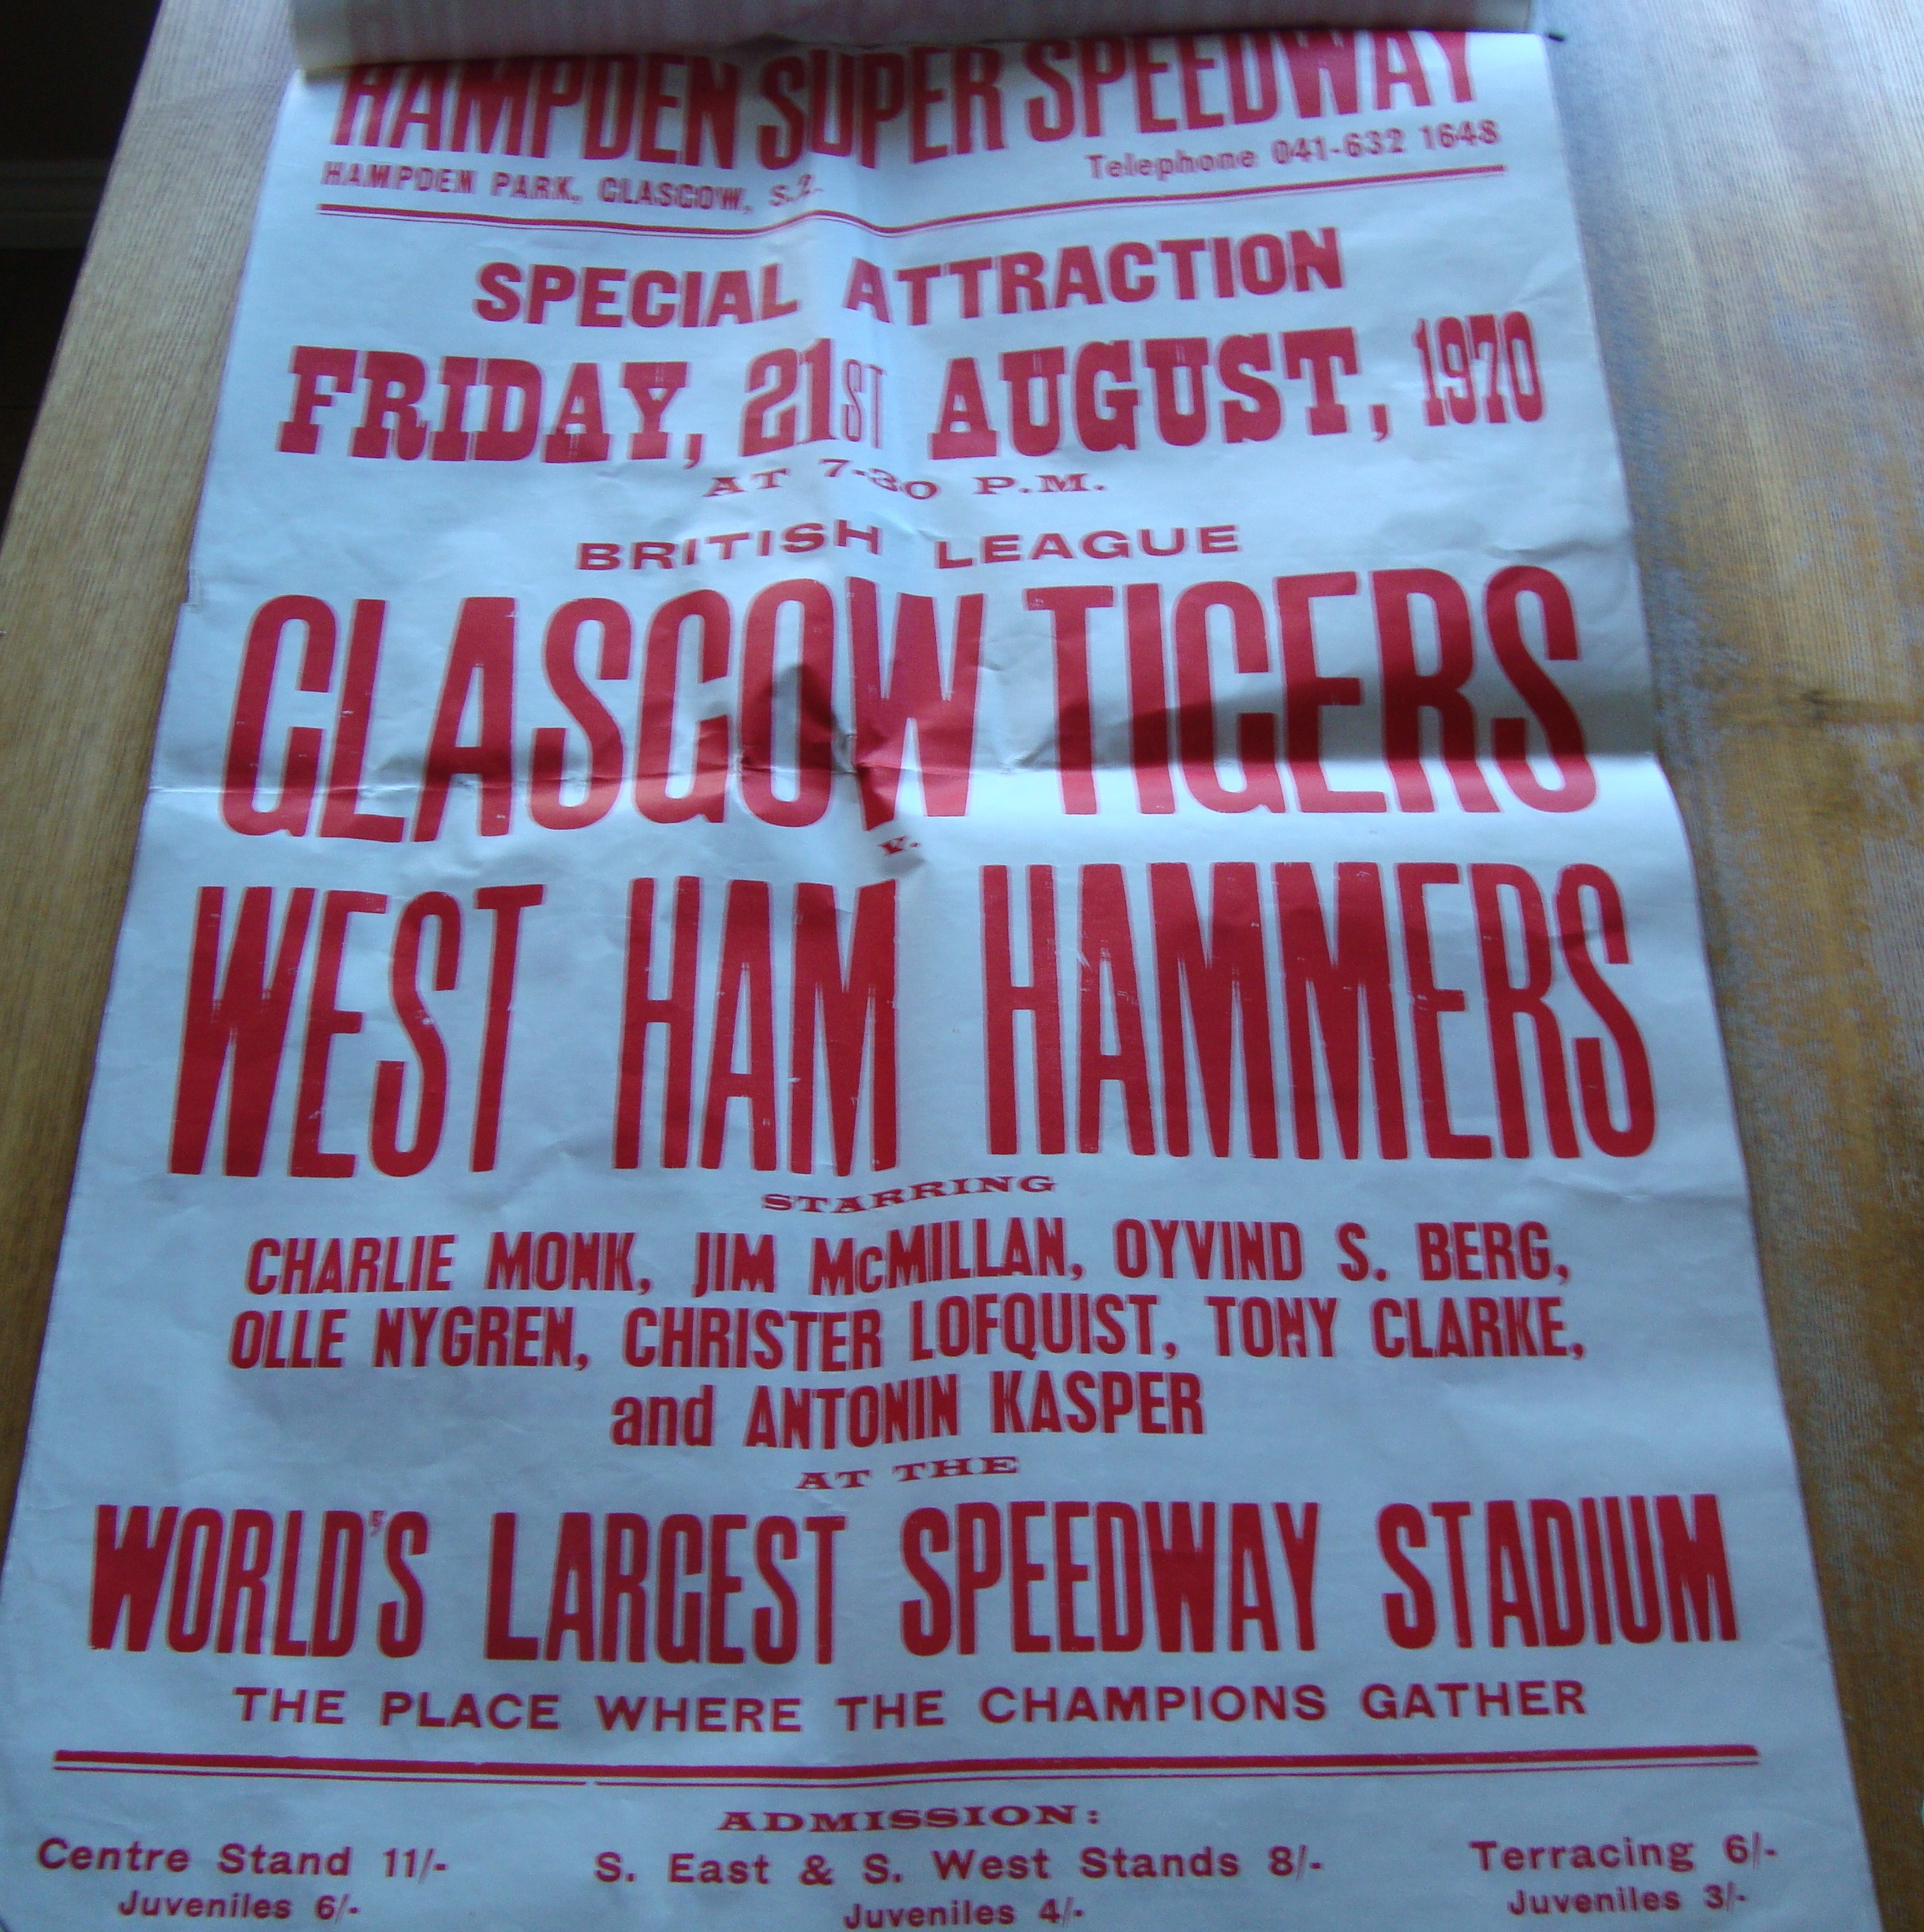 HAMPDEN SUPER SPEEDWAY
HAMPDEN PARK, GLASGOW, S.2. Telephone 041-632 1648
SPECIAL ATTRACTION
FRIDAY, 21ST AUGUST, 1970
AT 7-30 P.M.
BRITISH LEAGUE
GLASGOW TIGERS
v.
WEST HAM HAMMERS
STARRING
CHARLIE MONK, JIM McMILLAN, OYVIND S. BERG,
OLLE NYGREN, CHRISTER LOFQUIST, TONY CLARKE,
and ANTONIN KASPER
AT THE
WORLD'S LARGEST SPEEDWAY STADIUM
THE PLACE WHERE THE CHAMPIONS GATHER
ADMISSION:
Centre Stand 11/- S. East & S. West Stands 8/- Terracing 6/-
Juveniles 6/- Juveniles 4/- Juveniles 3/-